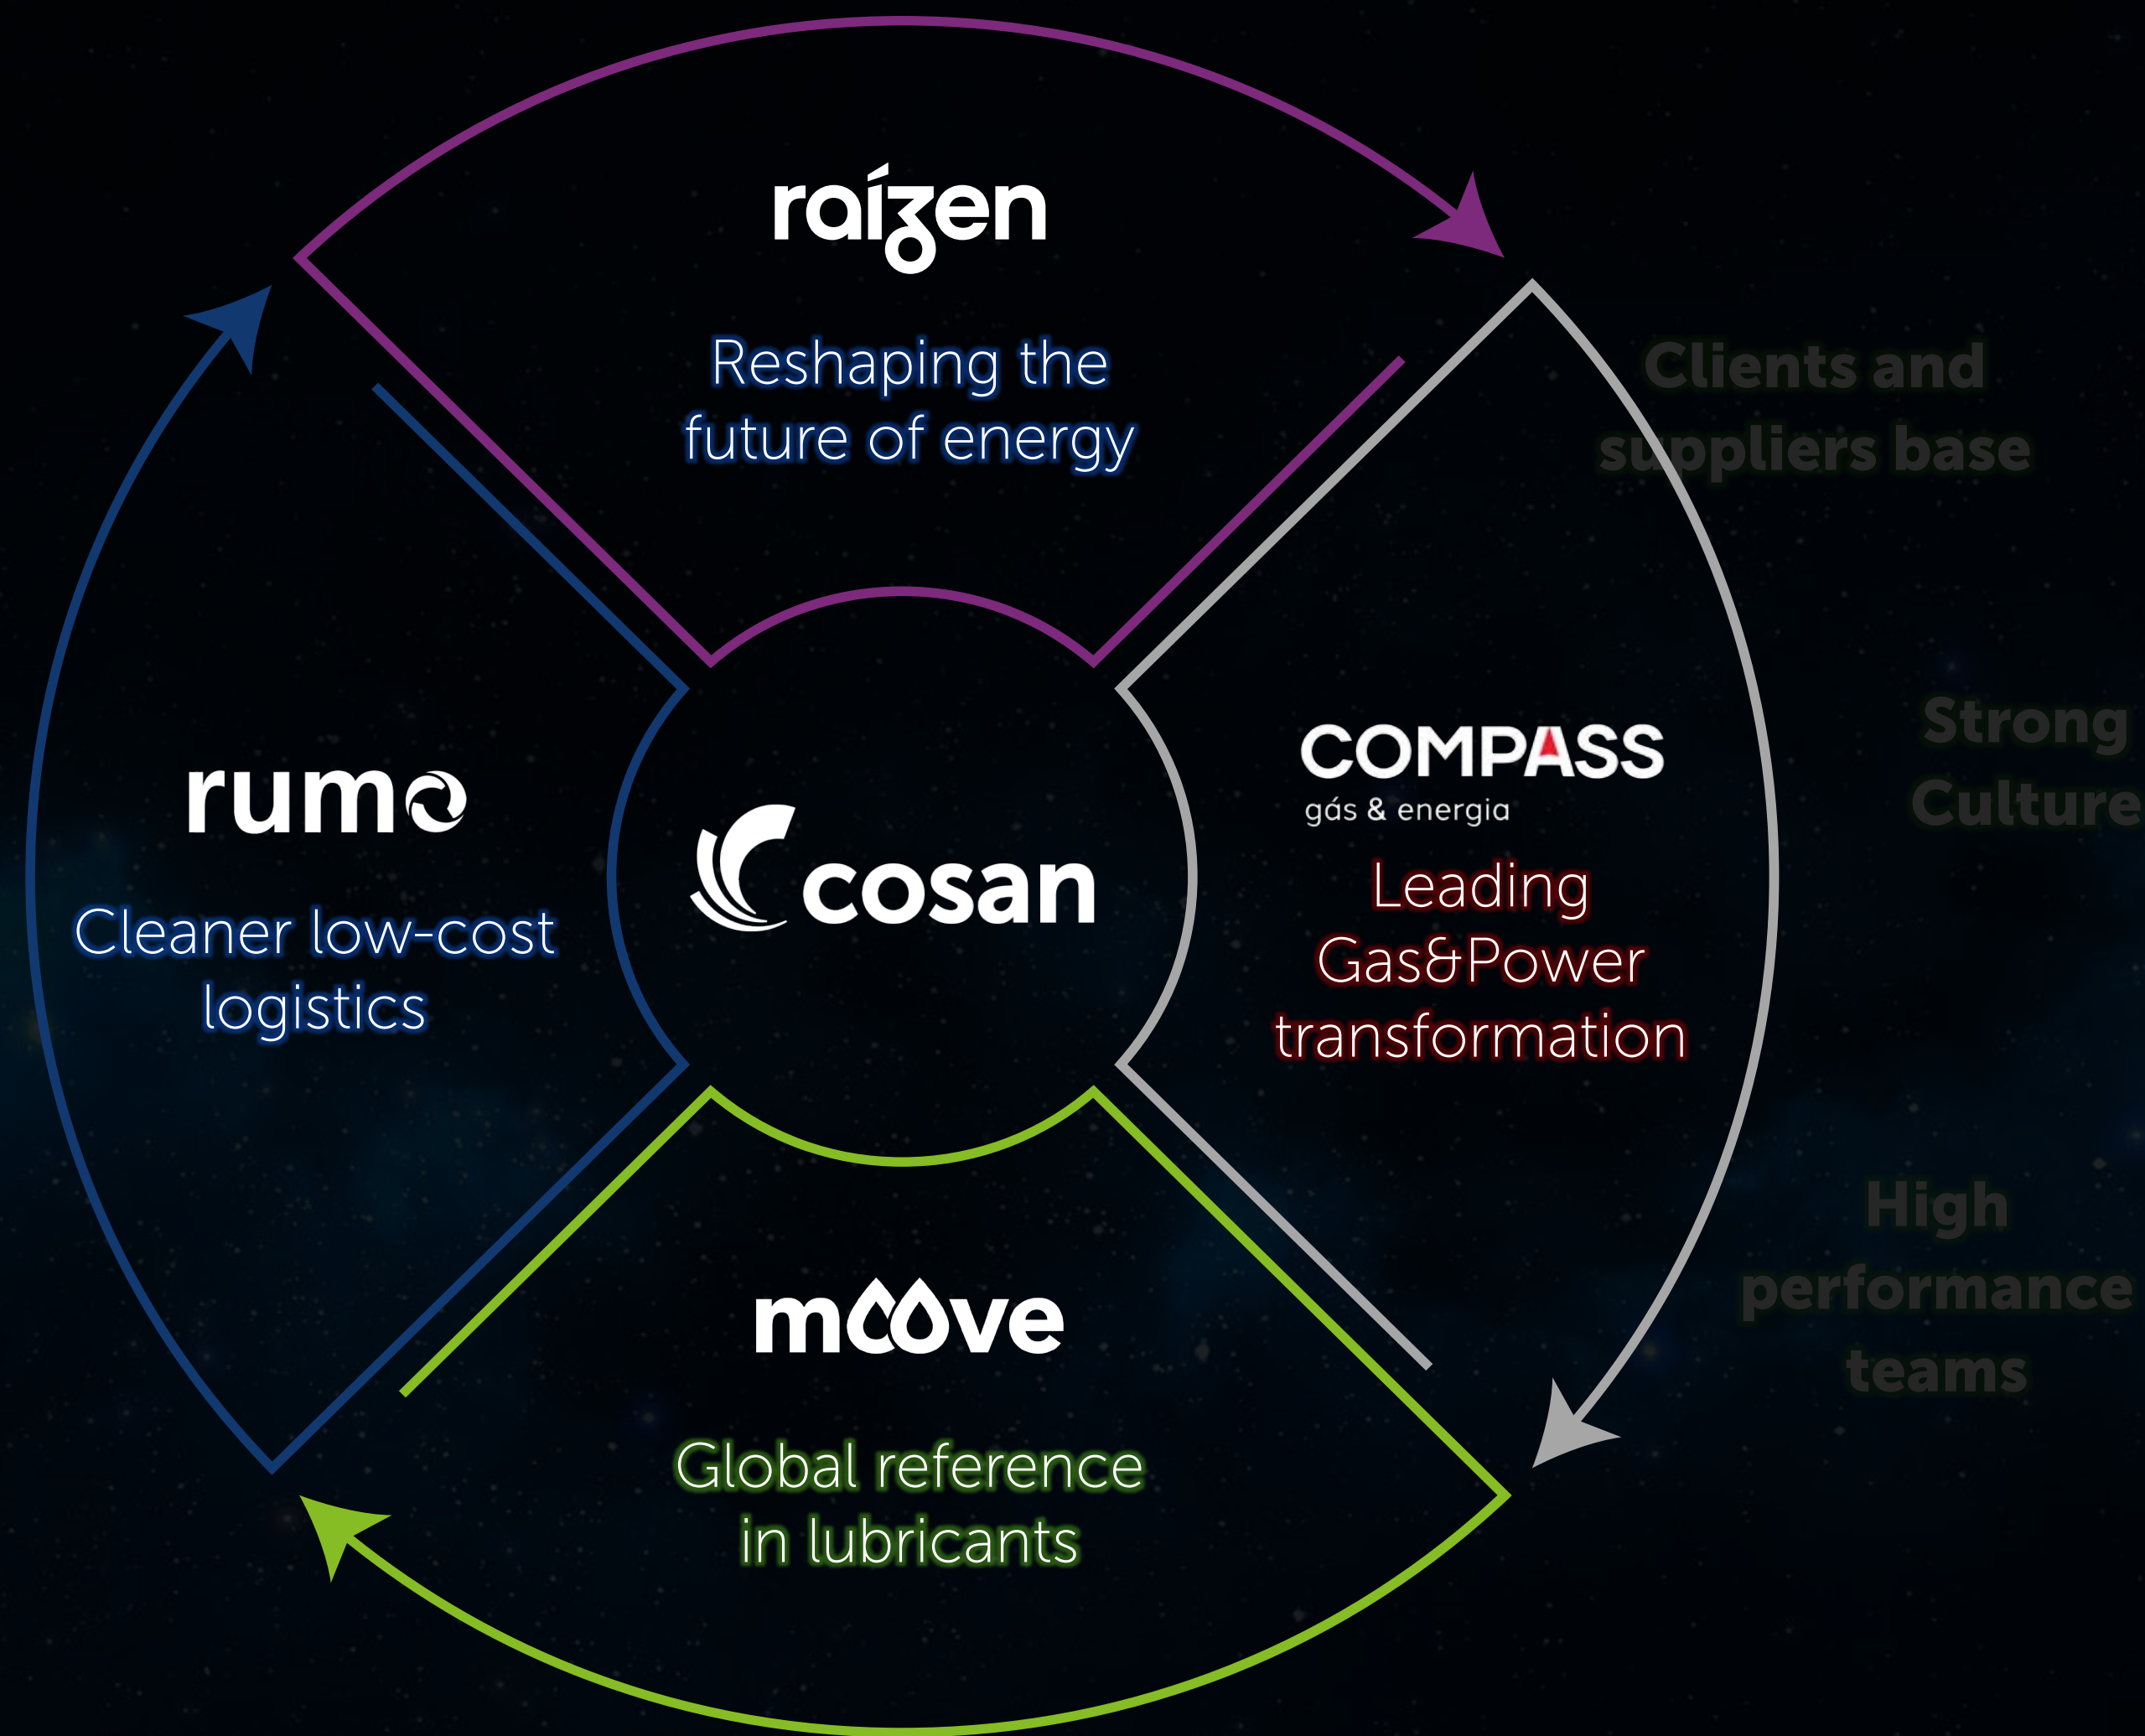 raízen
Reshaping the
future of energy
Clients and
suppliers base
Strong
Culture
COMPASS
gás & energia
Leading
Gas&Power
transformation
rumo
Cleaner low-cost
logistics
cosan
High
performance
teams
moove
Global reference
in lubricants